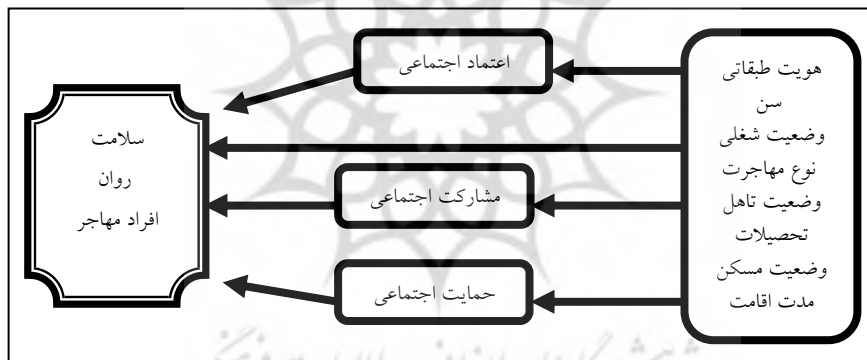 هویت طبقاتی
سن
وضعیت شغلی
نوع مهاجرت
وضعیت تاهل
تحصیلات
وضعیت مسکن
مدت اقامت
اعتماد اجتماعی
مشارکت اجتماعی
حمایت اجتماعی
سلامت
روان
افراد مهاجر